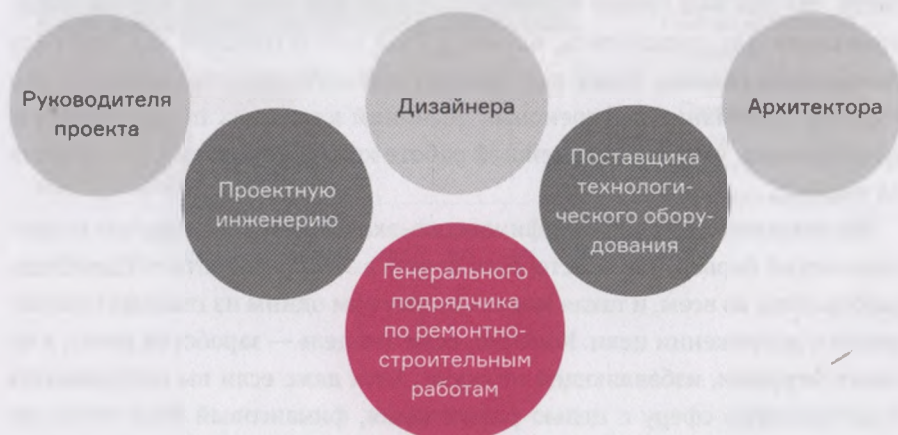 Руководителя
проекта
Дизайнера
Архитектора
Проектную
инженерию
Поставщика
технологи-
ческого обору-
дования
Генерального
подрядчика
по ремонтно-
строительным
работам